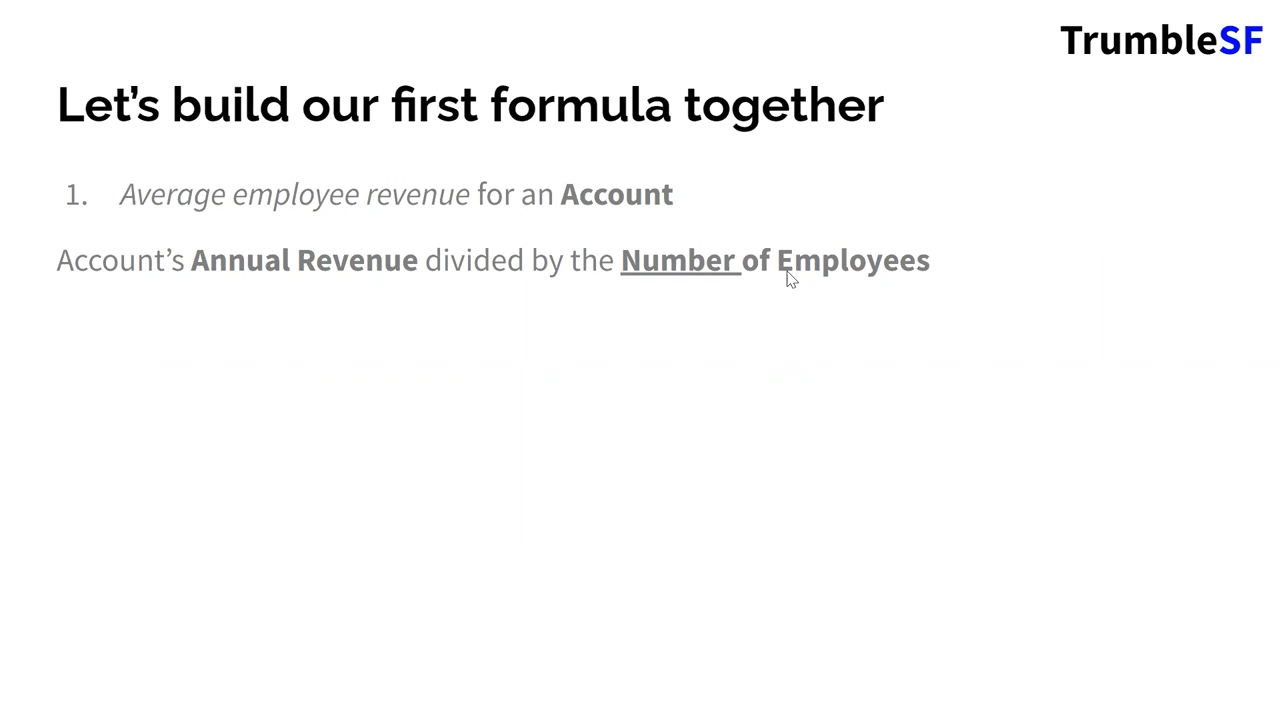 TrumbleSF
Let’s build our first formula together
1. Average employee revenue for an Account
Account’s Annual Revenue divided by the Number of Employees